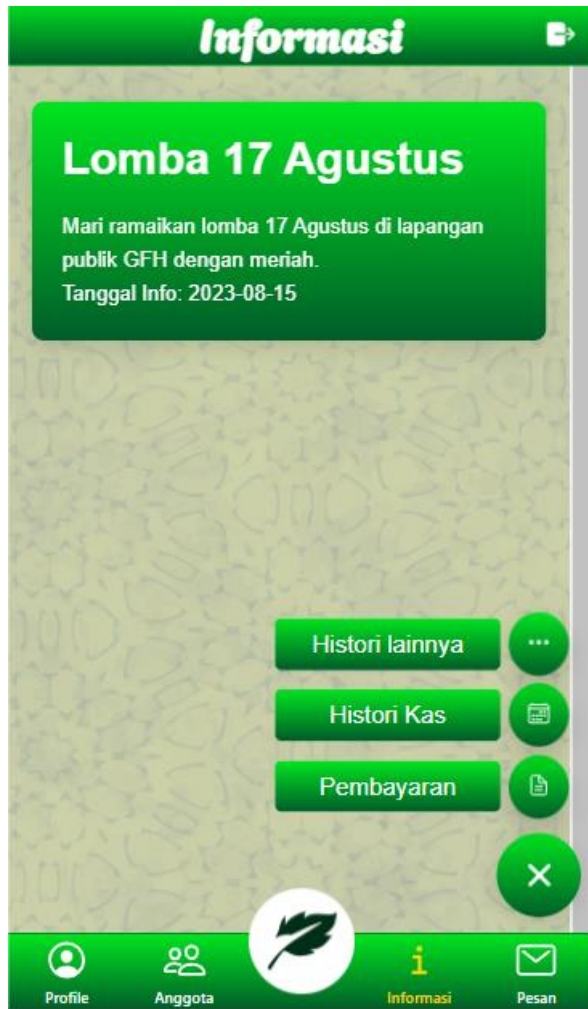 Informasi
Lomba 17 Agustus
Mari ramaikan lomba 17 Agustus di lapangan
publik GFH dengan meriah.
Tanggal Info: 2023-08-15
Histori lainnya
Histori Kas
Pembayaran
Profile
Anggota
Informasi
Pesan